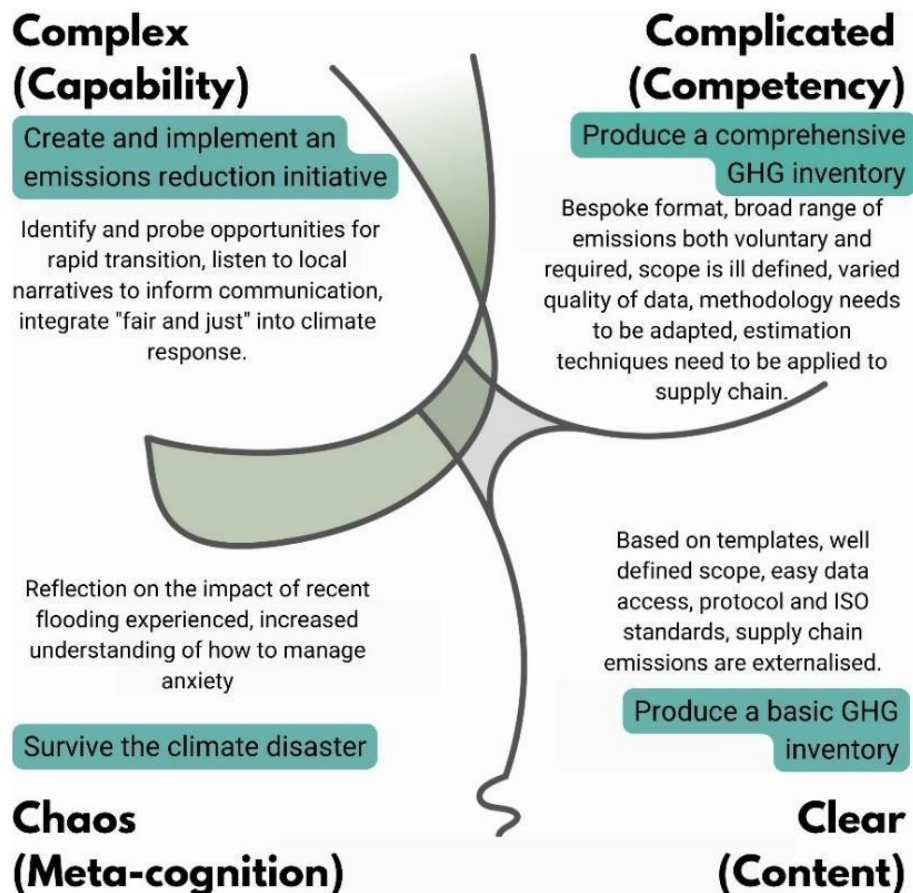 Complex
(Capability)
Create and implement an
emissions reduction initiative
Identify and probe opportunities for
rapid transition, listen to local
narratives to inform communication,
integrate "fair and just" into climate
response.
Complicated
(Competency)
Produce a comprehensive
GHG inventory
Bespoke format, broad range of
emissions both voluntary and
required, scope is ill defined, varied
quality of data, methodology needs
to be adapted, estimation
techniques need to be applied to
supply chain.
Reflection on the impact of recent
flooding experienced, increased
understanding of how to manage
anxiety
Survive the climate disaster
Chaos
(Meta-cognition)
Based on templates, well
defined scope, easy data
access, protocol and ISO
standards, supply chain
emissions are externalised.
Produce a basic GHG
inventory
Clear
(Content)